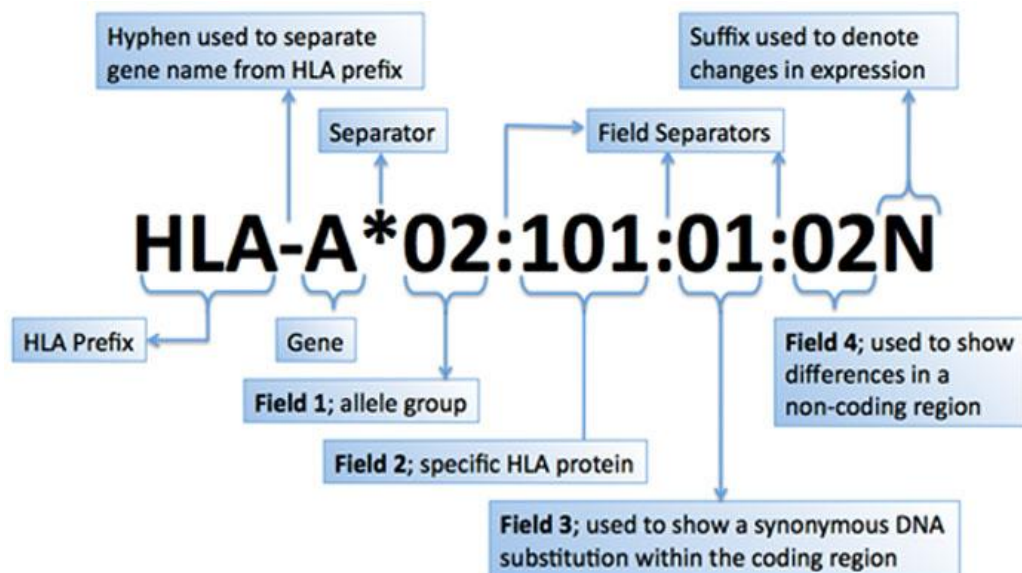 Hyphen used to separate
gene name from HLA prefix
Suffix used to denote
changes in expression
Separator
Field Separators
HLA-A*02:101:01:02N
HLA Prefix
Gene
Field 1; allele group
Field 2; specific HLA protein
Field 3; used to show a synonymous DNA
substitution within the coding region
Field 4; used to show
differences in a
non-coding region